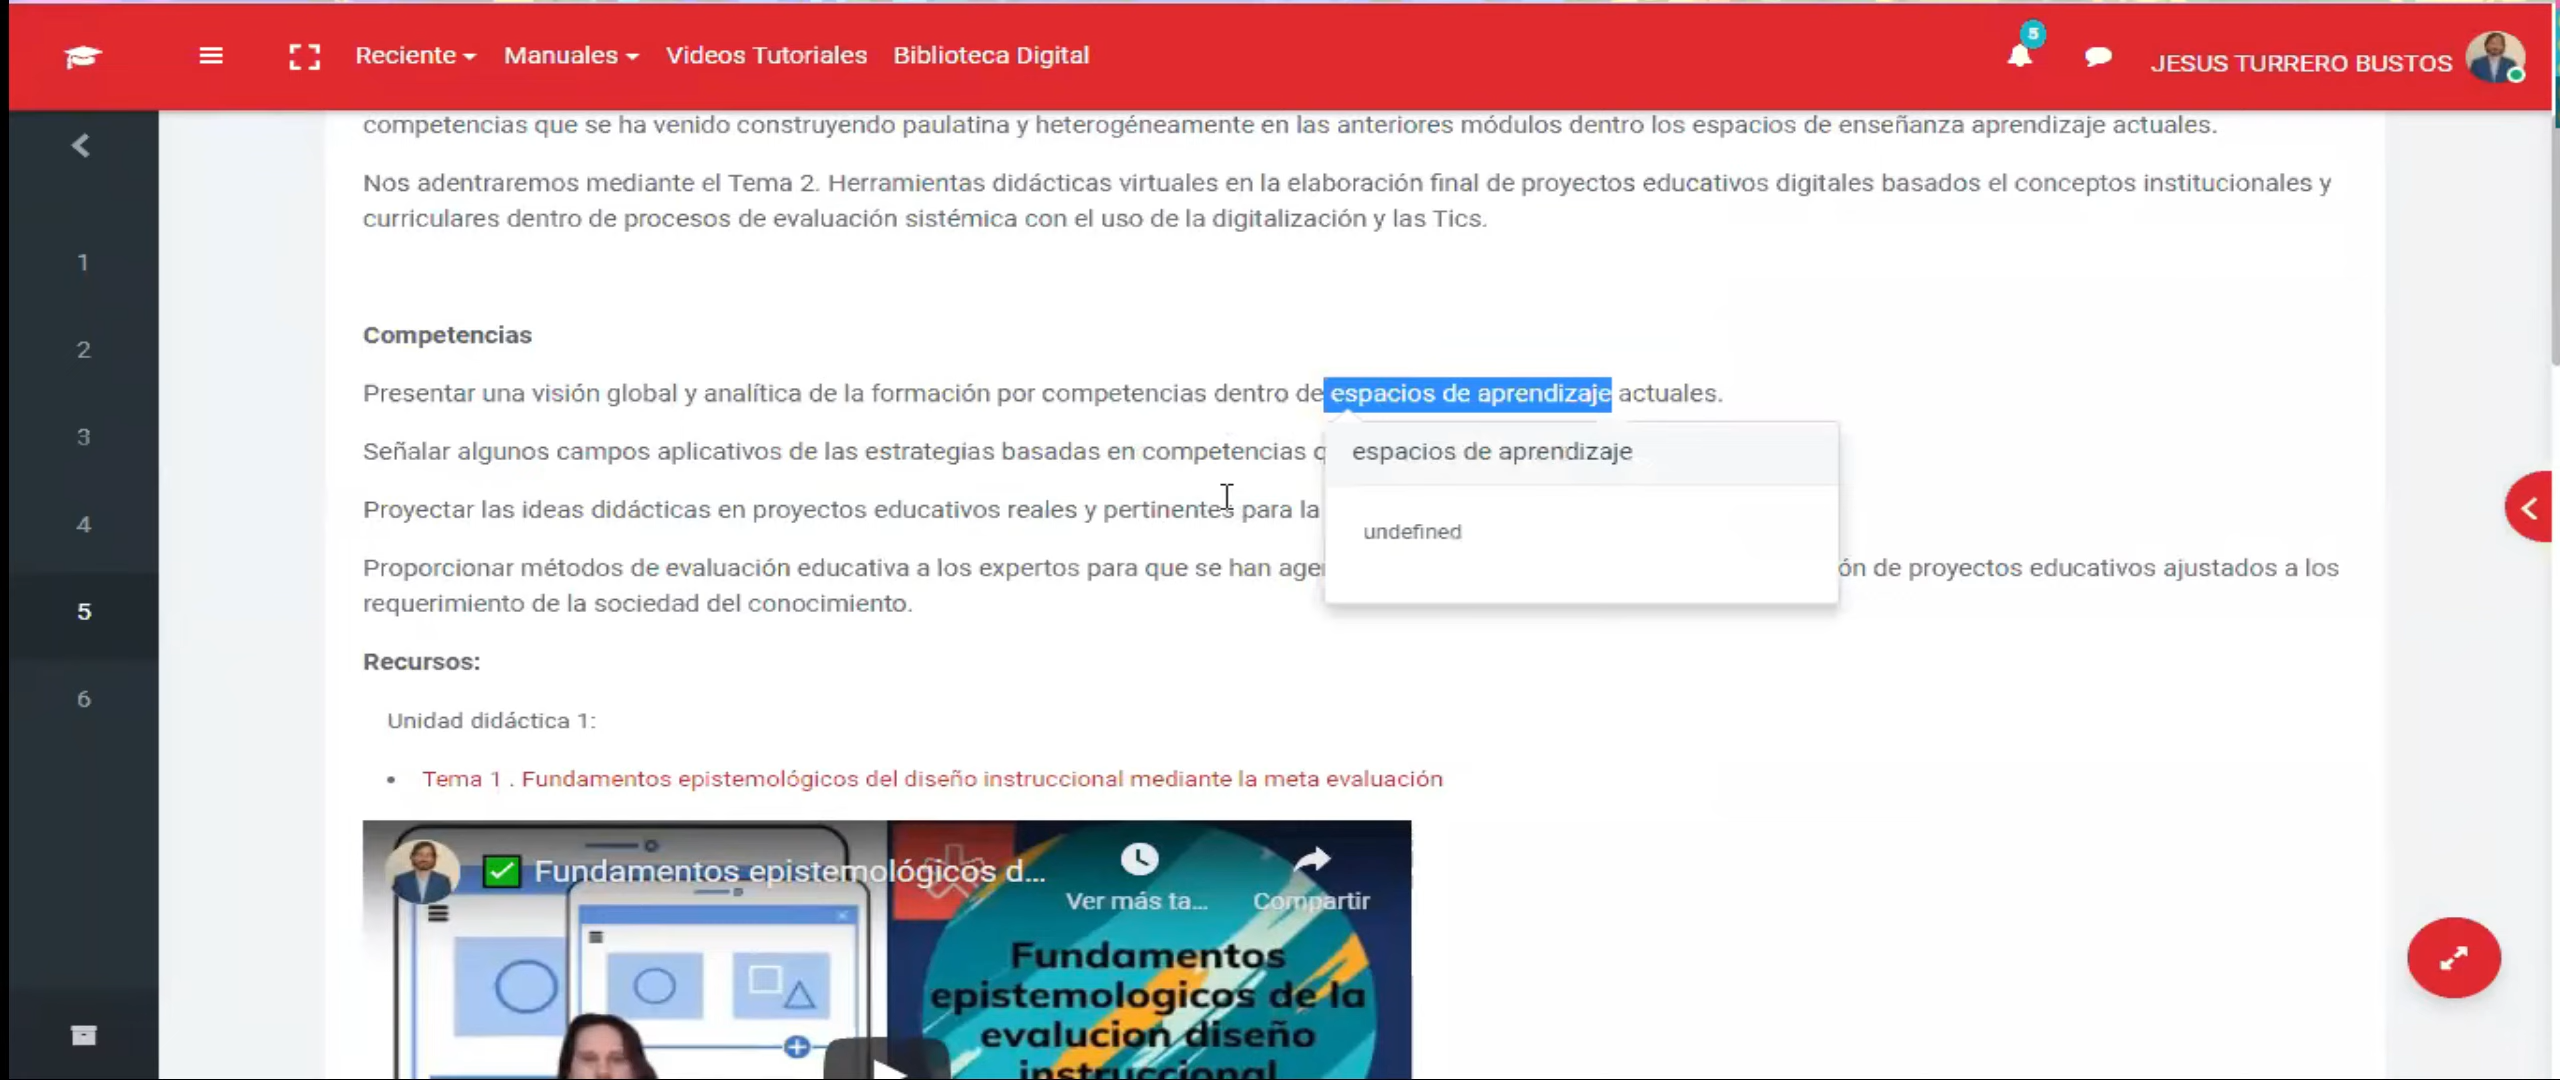 Reciente Manuales Videos Tutoriales Biblioteca Digital 5 JESUS TURRERO BUSTOS
competencias que se ha venido construyendo paulatina y heterogéneamente en las anteriores módulos dentro los espacios de enseñanza aprendizaje actuales.
Nos adentraremos mediante el Tema 2. Herramientas didácticas virtuales en la elaboración final de proyectos educativos digitales basados el conceptos institucionales y
curriculares dentro de procesos de evaluación sistémica con el uso de la digitalización y las Tics.
1
2
3
4
5
6
Competencias
Presentar una visión global y analítica de la formación por competencias dentro de espacios de aprendizaje actuales.
Señalar algunos campos aplicativos de las estrategias basadas en competencias q
espacios de aprendizaje
Proyectar las ideas didácticas en proyectos educativos reales y pertinentes para la
undefined
Proporcionar métodos de evaluación educativa a los expertos para que se han age ón de proyectos educativos ajustados a los
requerimiento de la sociedad del conocimiento.
Recursos:
Unidad didáctica 1:
• Tema 1 . Fundamentos epistemológicos del diseño instruccional mediante la meta evaluación
Fundamentos epistemológicos d...
Ver más ta... Compartir
Fundamentos
epistemologicos de la
evalucion diseño
instruccional